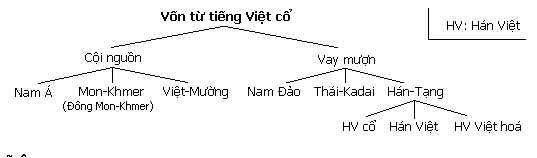 Vốn từ tiếng Việt cổ
HV: Hán Việt
Cội nguồn
Vay mượn
Nam Á
Mon-Khmer
(Đông Mon-Khmer)
Việt-Mường
Nam Đảo
Thái-Kadai
Hán-Tạng
HV cổ
Hán Việt
HV Việt hoá